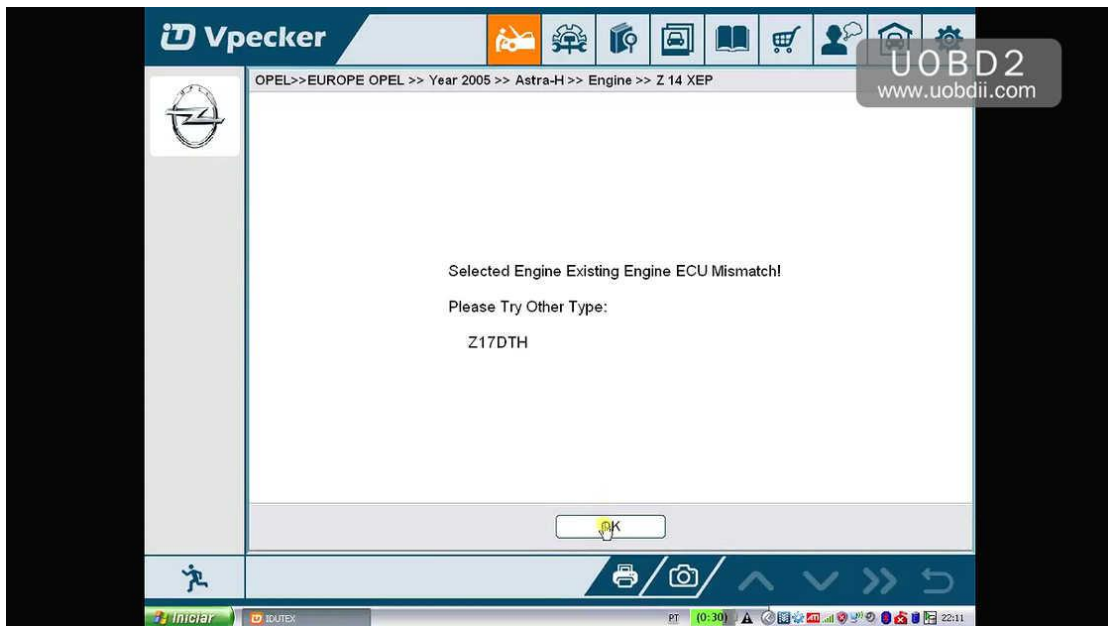 Vpecker
UOBD2
www.uobdii.com
OPEL>>EUROPE OPEL >> Year 2005 >> Astra-H >> Engine >> Z 14 XEP
Selected Engine Existing Engine ECU Mismatch!
Please Try Other Type:
Z17DTH
OK
Iniciar
IDUTEX
PT
(0:30)
22:11